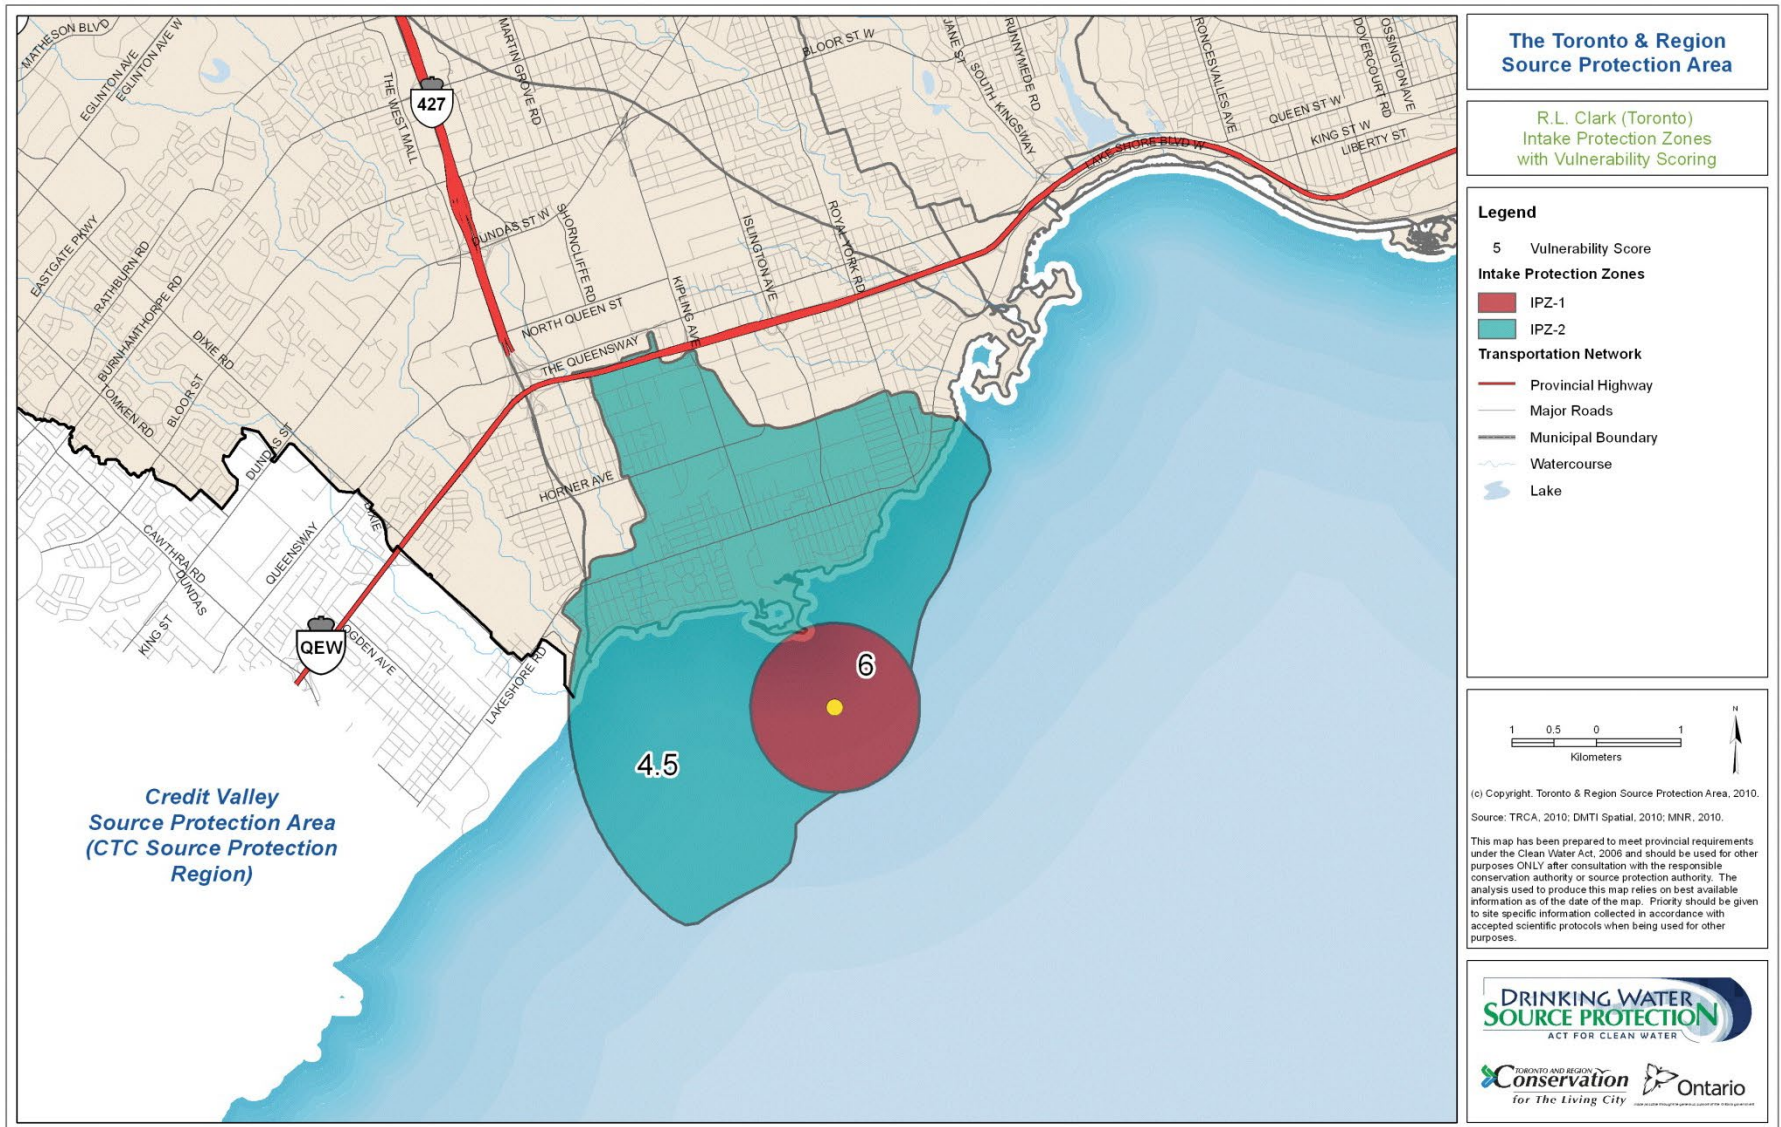 MATHESON BLVD
EGLINTON AVE
EGLINTON AVE W
THE WEST MALL
427
MARTIN GROVE RD
BLOOR ST W
JANE ST
SOUTH KINGSWAY
RUNNYMEDE RD
RONCESVALLES AVE
DOVERCOURT RD
OSSINGTON AVE
QUEEN ST W
KING ST W
LIBERTY ST
LAKE SHORE BLVD W
EASTGATE PKWY
RATHBURN RD
BURNHAMTHORPE RD
DUNDAS ST W
SHORNCLIFFE RD
ISLINGTON AVE
ROYAL YORK RD
KIPLING AVE
NORTH QUEEN ST
THE QUEENSWAY
DIXIE RD
TOMKEN RD
BLOOR ST
DUNDAS ST
HORNER AVE
DIXIE
CAWTHRA RD
DUNDAS
QUEENSWAY
KING ST
QEW
OGDEN AVE
LAKESHORE RD
6
4.5
Credit Valley
Source Protection Area
(CTC Source Protection
Region)
The Toronto & Region
Source Protection Area
R.L. Clark (Toronto)
Intake Protection Zones
with Vulnerability Scoring
Legend
5 Vulnerability Score
Intake Protection Zones
IPZ-1
IPZ-2
Transportation Network
Provincial Highway
Major Roads
Municipal Boundary
Watercourse
Lake
N
1 0.5 0 1
Kilometers
(c) Copyright. Toronto & Region Source Protection Area, 2010.
Source: TRCA, 2010; DMTI Spatial, 2010; MNR, 2010.
This map has been prepared to meet provincial requirements
under the Clean Water Act, 2006 and should be used for other
purposes ONLY after consultation with the responsible
conservation authority or source protection authority. The
analysis used to produce this map relies on best available
information as of the date of the map. Priority should be given
to site specific information collected in accordance with
accepted scientific protocols when being used for other
purposes.
DRINKING WATER
SOURCE PROTECTION
ACT FOR CLEAN WATER
TORONTO AND REGION
Conservation
for The Living City
Ontario